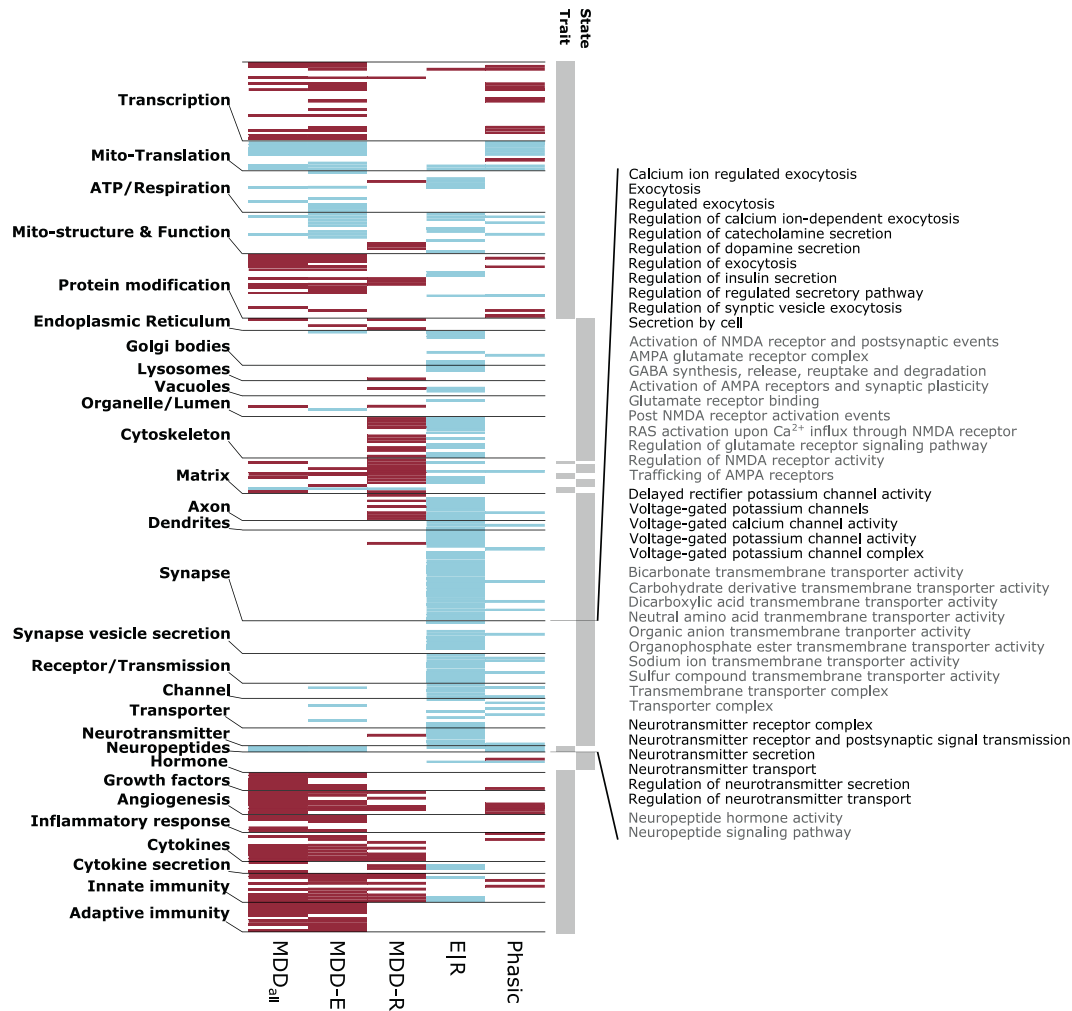 State
Trait
Transcription
Mito-Translation
ATP/Respiration
Mito-structure & Function
Protein modification
Endoplasmic Reticulum
Golgi bodies
Lysosomes
Vacuoles
Organelle/Lumen
Cytoskeleton
Matrix
Axon
Dendrites
Synapse
Synapse vesicle secretion
Receptor/Transmission
Channel
Transporter
Neurotransmitter
Neuropeptides
Hormone
Growth factors
Angiogenesis
Inflammatory response
Cytokines
Cytokine secretion
Innate immunity
Adaptive immunity
MDDall
MDD-E
MDD-R
E|R
Phasic
Calcium ion regulated exocytosis
Exocytosis
Regulated exocytosis
Regulation of calcium ion-dependent exocytosis
Regulation of catecholamine secretion
Regulation of dopamine secretion
Regulation of exocytosis
Regulation of insulin secretion
Regulation of regulated secretory pathway
Regulation of synptic vesicle exocytosis
Secretion by cell
Activation of NMDA receptor and postsynaptic events
AMPA glutamate receptor complex
GABA synthesis, release, reuptake and degradation
Activation of AMPA receptors and synaptic plasticity
Glutamate receptor binding
Post NMDA receptor activation events
RAS activation upon Ca2+ influx through NMDA receptor
Regulation of glutamate receptor signaling pathway
Regulation of NMDA receptor activity
Trafficking of AMPA receptors
Delayed rectifier potassium channel activity
Voltage-gated potassium channels
Voltage-gated calcium channel activity
Voltage-gated potassium channel activity
Voltage-gated potassium channel complex
Bicarbonate transmembrane transporter activity
Carbohydrate derivative transmembrane transporter activity
Dicarboxylic acid transmembrane transporter activity
Neutral amino acid tranmembrane transporter activity
Organic anion transmembrane tranporter activity
Organophosphate ester transmembrane transporter activity
Sodium ion transmembrane transporter activity
Sulfur compound transmembrane transporter activity
Transmembrane transporter complex
Transporter complex
Neurotransmitter receptor complex
Neurotransmitter receptor and postsynaptic signal transmission
Neurotransmitter secretion
Neurotransmitter transport
Regulation of neurotransmitter secretion
Regulation of neurotransmitter transport
Neuropeptide hormone activity
Neuropeptide signaling pathway